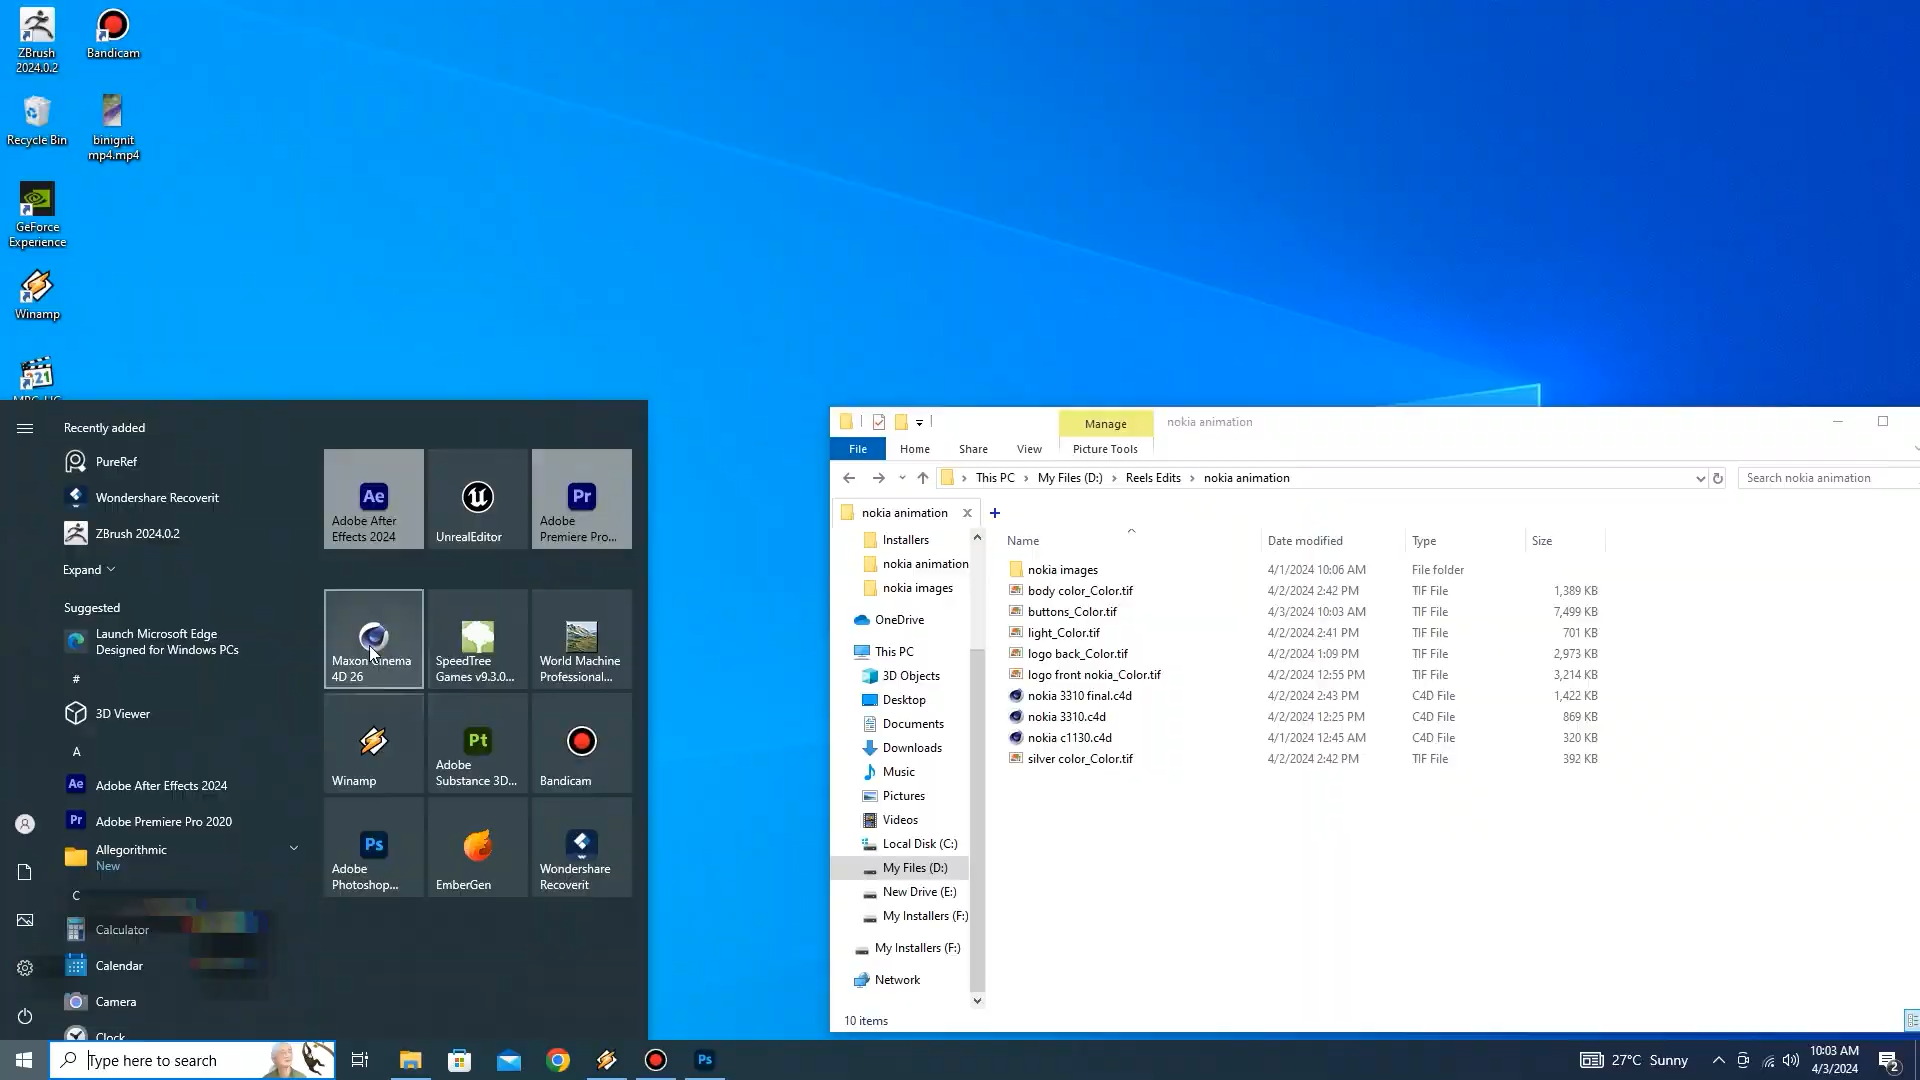 ZBrush
2024.0.2
Bandicam
Recycle Bin
binignit
mp4.mp4
GeForce
Experience
Winamp
Recently added
PureRef
Wondershare Recoverit
ZBrush 2024.0.2
Expand
Suggested
Launch Microsoft Edge
Designed for Windows PCs
#
3D Viewer
A
Adobe After Effects 2024
Adobe Premiere Pro 2020
Allegorithmic
New
C
Calculator
Calendar
Camera
Clock
Ae
Adobe After
Effects 2024
UnrealEditor
Pr
Adobe
Premiere Pro...
Maxon Cinema
4D 26
SpeedTree
Games v9.3.0...
World Machine
Professional...
Winamp
Pt
Adobe
Substance 3D...
Bandicam
Ps
Adobe
Photoshop...
EmberGen
Wondershare
Recoverit
Manage
nokia animation
File
Home
Share
View
Picture Tools
This PC
My Files (D:)
Reels Edits
nokia animation
Search nokia animation
nokia animation
Installers
nokia animation
nokia images
OneDrive
This PC
3D Objects
Desktop
Documents
Downloads
Music
Pictures
Videos
Local Disk (C:)
My Files (D:)
New Drive (E:)
My Installers (F:)
My Installers (F:)
Network
Name Date modified Type Size
nokia images 4/1/2024 10:06 AM File folder
body color_Color.tif 4/2/2024 2:42 PM TIF File 1,389 KB
buttons_Color.tif 4/3/2024 10:03 AM TIF File 7,499 KB
light_Color.tif 4/2/2024 2:41 PM TIF File 701 KB
logo back_Color.tif 4/2/2024 1:09 PM TIF File 2,973 KB
logo front nokia_Color.tif 4/2/2024 12:55 PM TIF File 3,214 KB
nokia 3310 final.c4d 4/2/2024 2:43 PM C4D File 1,422 KB
nokia 3310.c4d 4/2/2024 12:25 PM C4D File 869 KB
nokia c1130.c4d 4/1/2024 12:45 AM C4D File 320 KB
silver color_Color.tif 4/2/2024 2:42 PM TIF File 392 KB
10 items
Type here to search
Ps
27°C Sunny
10:03 AM
4/3/2024
2